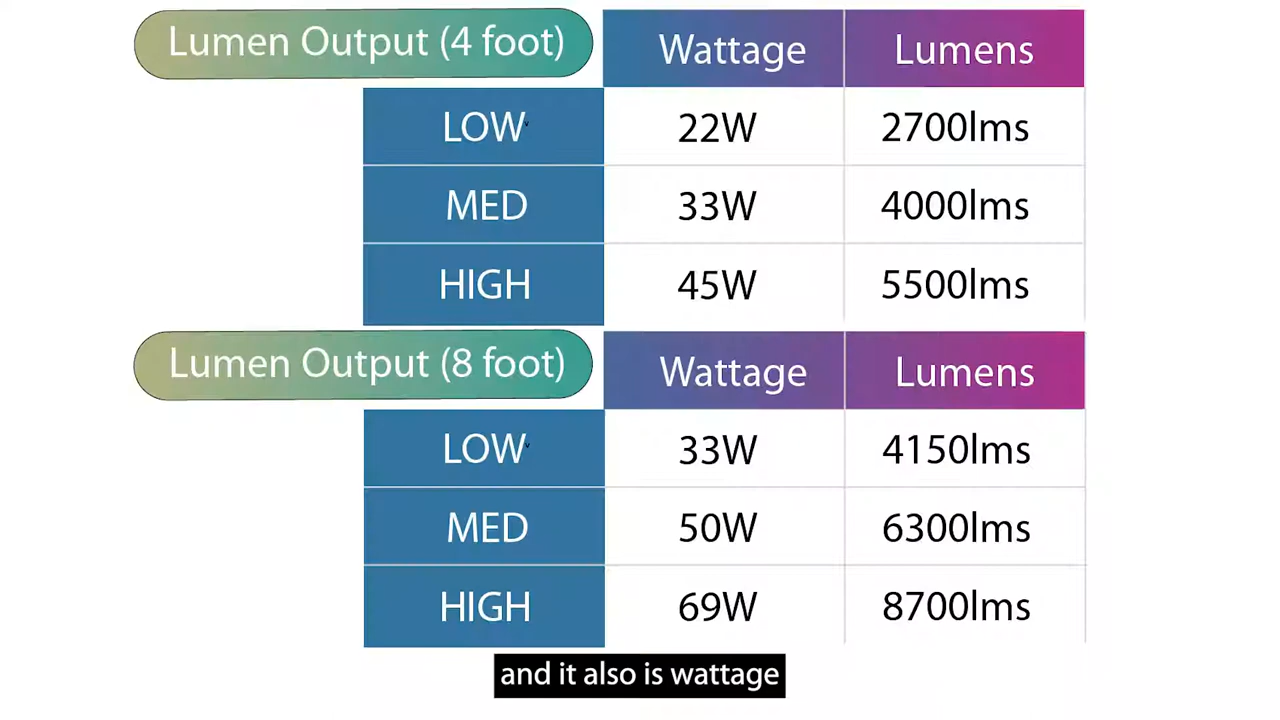 Lumen Output (4 foot) Wattage Lumens
LOW 22W 2700lms
MED 33W 4000lms
HIGH 45W 5500lms
Lumen Output (8 foot) Wattage Lumens
LOW 33W 4150lms
MED 50W 6300lms
HIGH 69W 8700lms
and it also is wattage